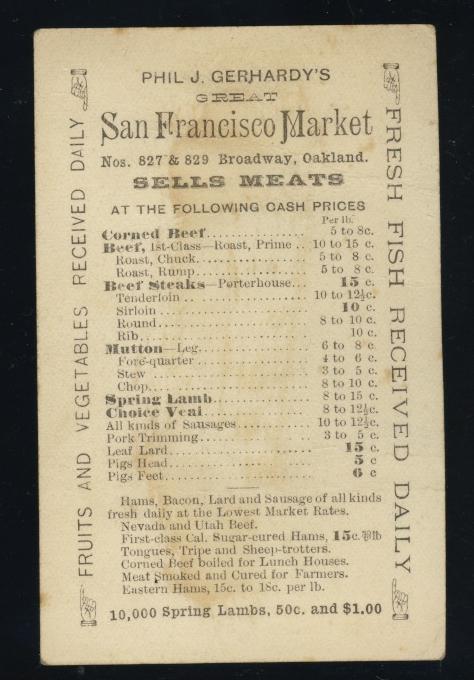 PHIL J. GERHARDY'S
GREAT
San Francisco Market
Nos. 827 & 829 Broadway, Oakland.
SELLS MEATS
AT THE FOLLOWING CASH PRICES
Per lb.
Corned Beef................ 5 to 8c.
Beef, 1st-Class—Roast, Prime .. 10 to 15 c.
Roast, Chuck................ 5 to 8 c.
Roast, Rump................ 5 to 8 c.
Beef Steaks—Porterhouse... 15 c.
Tenderloin ................ 10 to 12½c.
Sirloin ................ 10 c.
Round................ 8 to 10 c.
Rib................ 10 c.
Mutton—Leg................ 6 to 8 c.
Fore-quarter ................ 4 to 6 c.
Stew ................ 3 to 5 c.
Chop................ 8 to 10 c.
Spring Lamb................ 8 to 15 c.
Choice Veal................ 8 to 12½c.
All kinds of Sausages........... 10 to 12½c.
Pork Trimming................ 3 to 5 c.
Leaf Lard................ 15 c.
Pigs Head................ 5 c
Pigs Feet................ 6 c
Hams, Bacon, Lard and Sausage of all kinds
fresh daily at the Lowest Market Rates.
Nevada and Utah Beef.
First-class Cal. Sugar-cured Hams, 15c. ⅌ lb
Tongues, Tripe and Sheep-trotters.
Corned Beef boiled for Lunch Houses.
Meat Smoked and Cured for Farmers.
Eastern Hams, 15c. to 18c. per lb.
10,000 Spring Lambs, 50c. and $1.00
FRUITS AND VEGETABLES RECEIVED DAILY
FRESH FISH RECEIVED DAILY